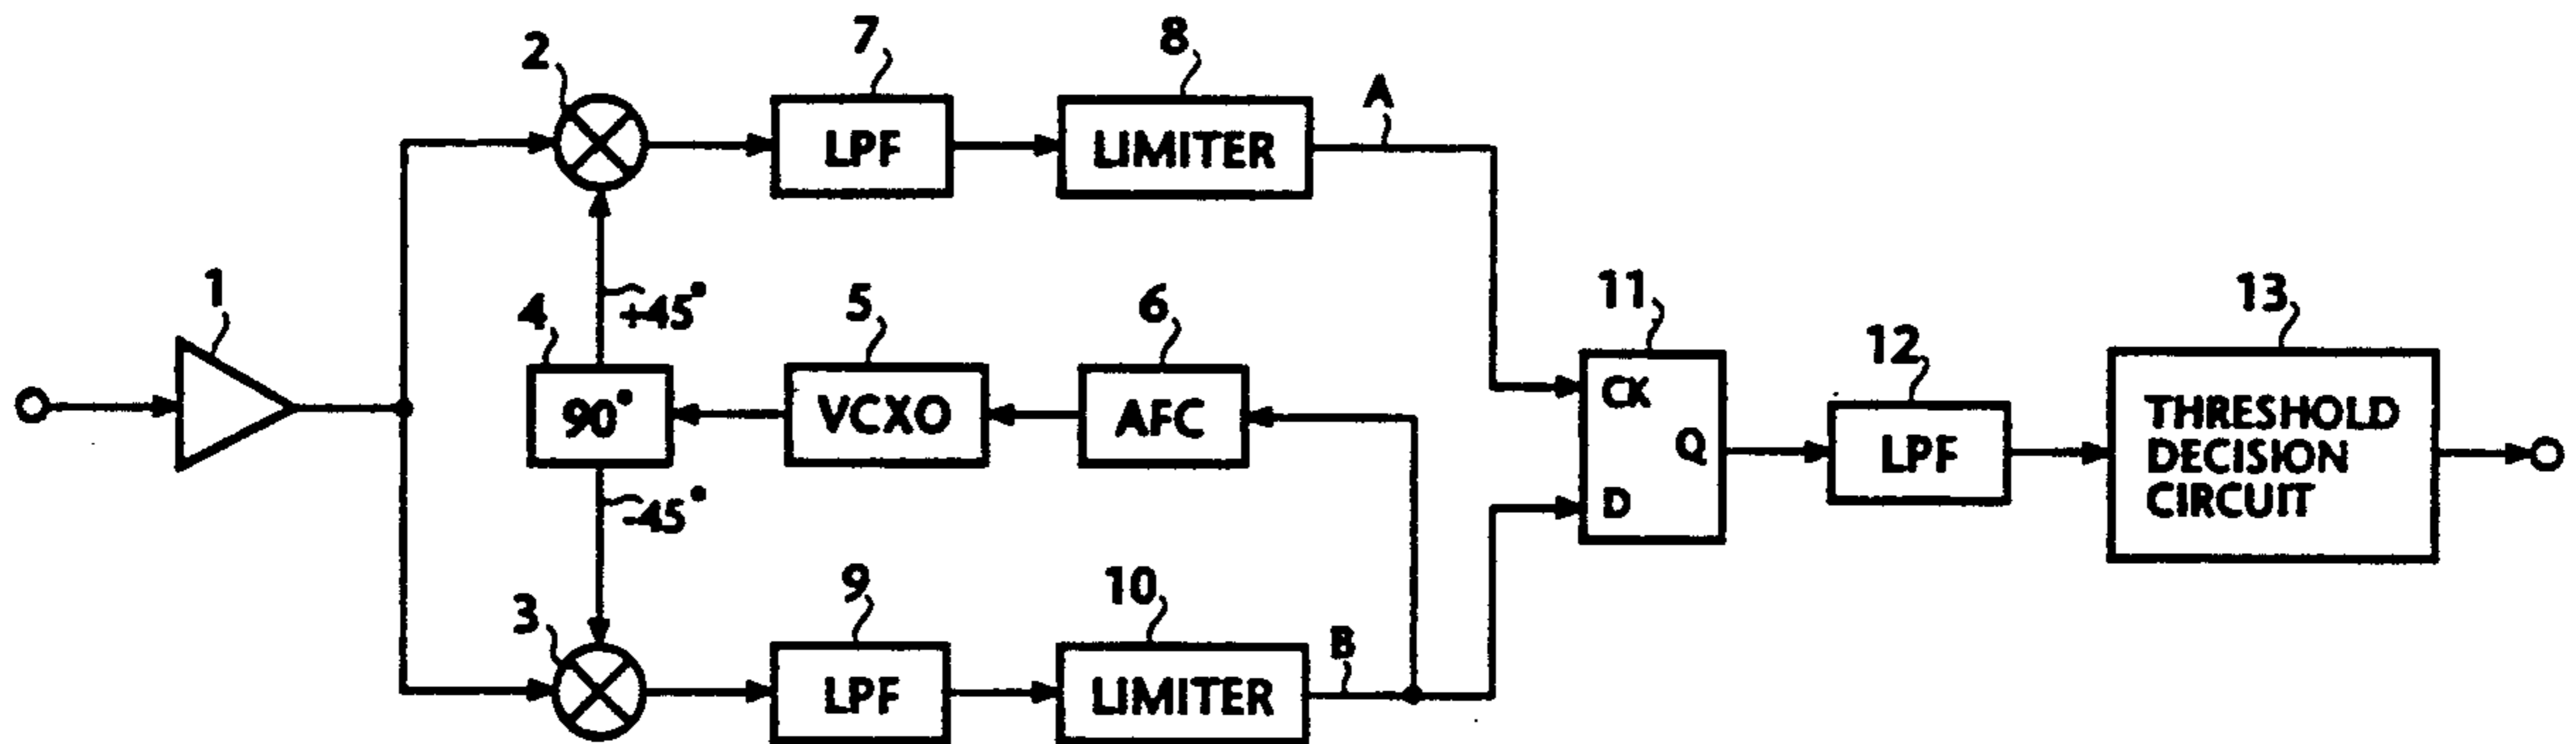 7
8
2
A
LPF
LIMITER
1
+45°
4
5
6
11
13
12
90°
VCXO
AFC
CK
Q
D
LPF
THRESHOLD
DECISION
CIRCUIT
-45°
9
10
3
B
LPF
LIMITER